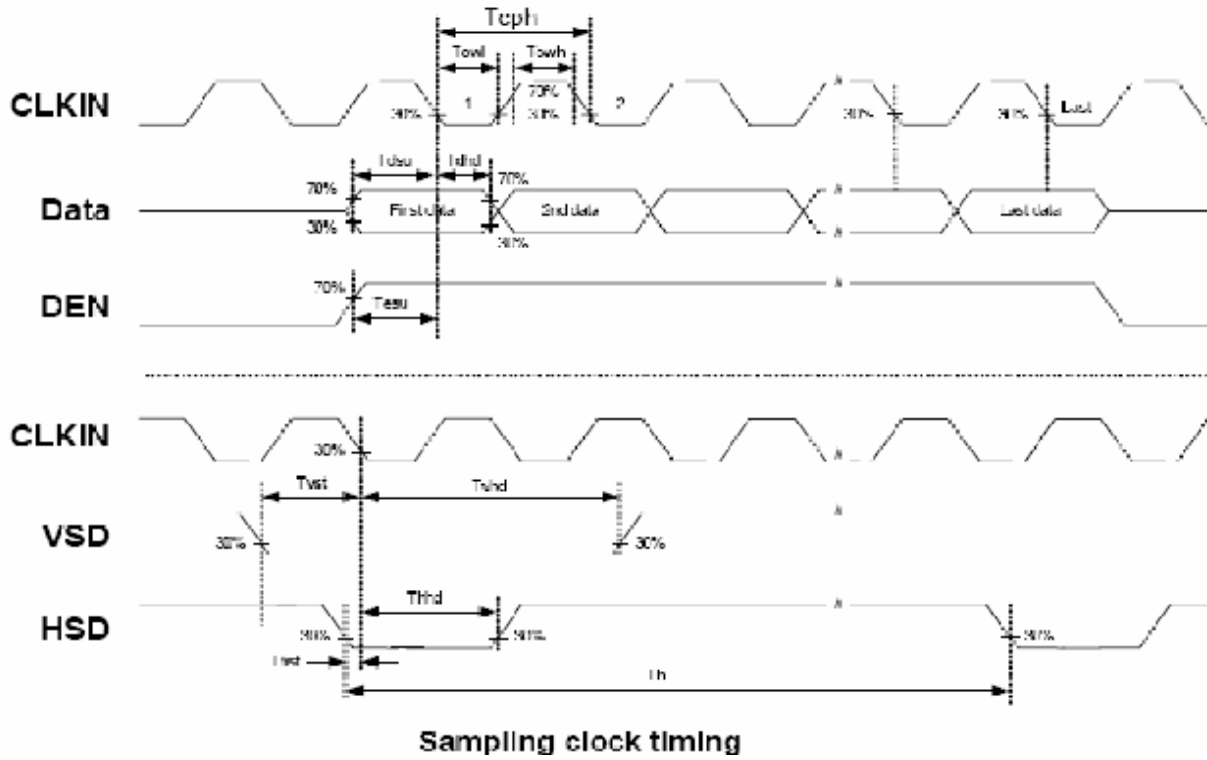 Tcph
Tcwl Tcwh
CLKIN
30% 1 70% 30% 2 30% 30% Last
Tdsu Tdhd
70% 70%
Data First data 2nd data Last data
30% 30%
DEN 70%
Tesu
CLKIN
30%
Tvst Tvhd
VSD
30% 30%
Thhd
HSD
30% 30% 30%
Thst
Th
Sampling clock timing